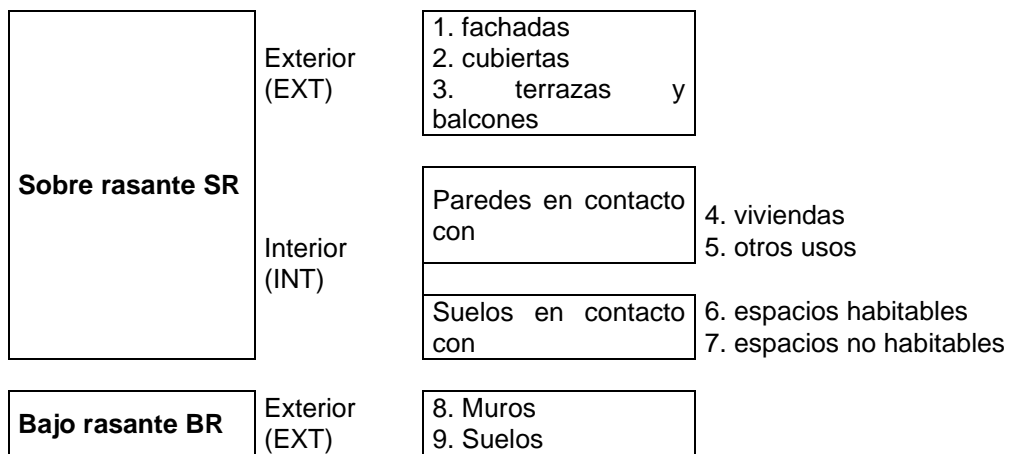 Sobre rasante SR
Exterior
(EXT)
1. fachadas
2. cubiertas
3. terrazas y
balcones
Interior
(INT)
Paredes en contacto
con
4. viviendas
5. otros usos
Suelos en contacto
con
6. espacios habitables
7. espacios no habitables
Bajo rasante BR
Exterior
(EXT)
8. Muros
9. Suelos